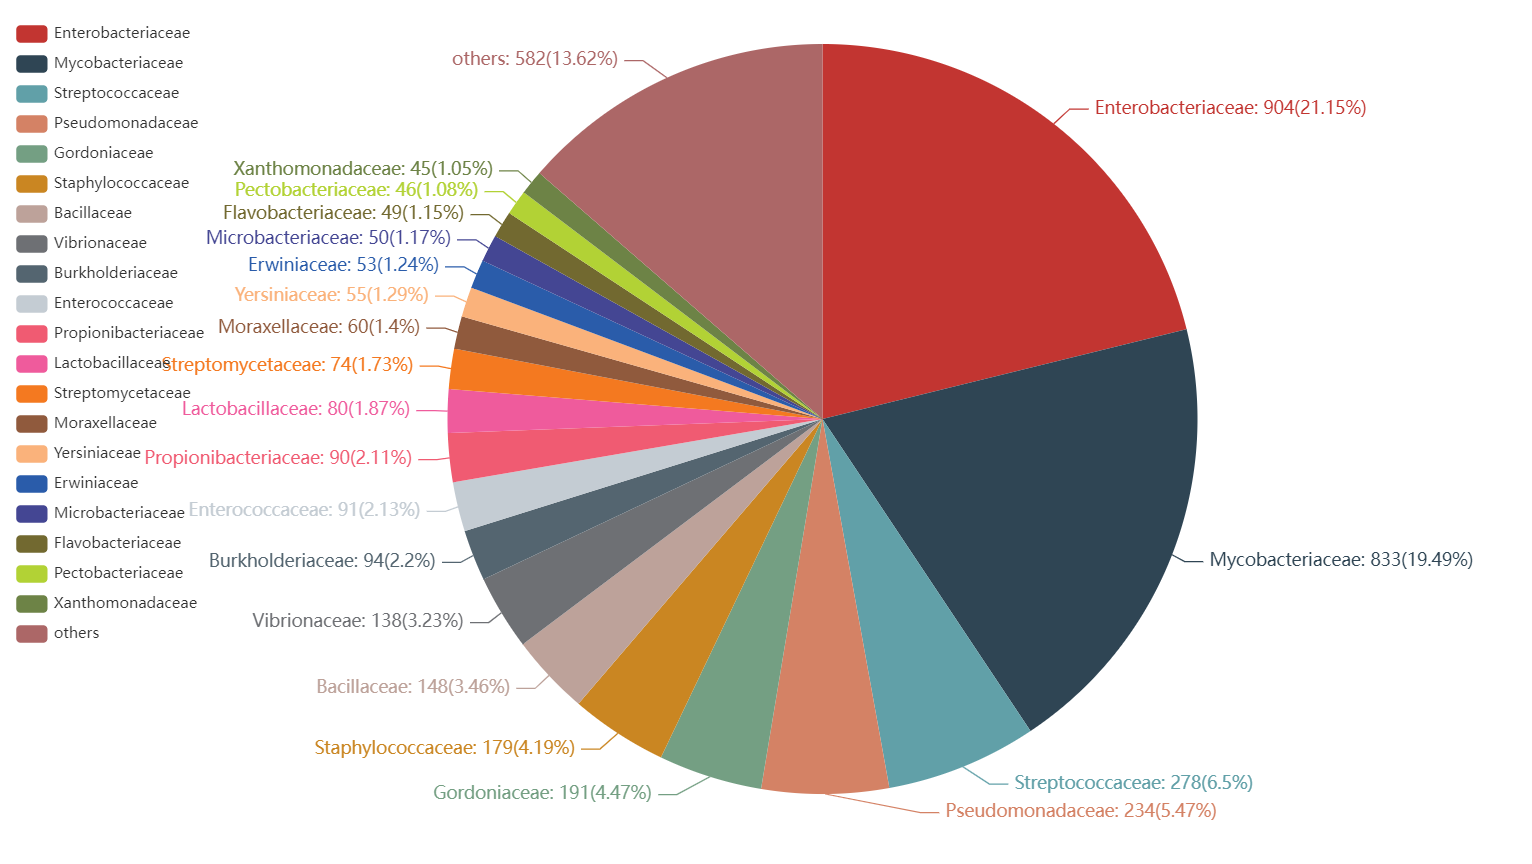 Enterobacteriaceae
Mycobacteriaceae
Streptococcaceae
Pseudomonadaceae
Gordoniaceae
Staphylococcaceae
Bacillaceae
Vibrionaceae
Burkholderiaceae
Enterococcaceae
Propionibacteriaceae
Lactobacillaceae
Streptomycetaceae
Moraxellaceae
Yersiniaceae
Erwiniaceae
Microbacteriaceae
Flavobacteriaceae
Pectobacteriaceae
Xanthomonadaceae
others
others: 582(13.62%)
Xanthomonadaceae: 45(1.05%)
Pectobacteriaceae: 46(1.08%)
Flavobacteriaceae: 49(1.15%)
Microbacteriaceae: 50(1.17%)
Erwiniaceae: 53(1.24%)
Yersiniaceae: 55(1.29%)
Moraxellaceae: 60(1.4%)
Streptomycetaceae: 74(1.73%)
Lactobacillaceae: 80(1.87%)
Propionibacteriaceae: 90(2.11%)
Enterococcaceae: 91(2.13%)
Burkholderiaceae: 94(2.2%)
Vibrionaceae: 138(3.23%)
Bacillaceae: 148(3.46%)
Staphylococcaceae: 179(4.19%)
Gordoniaceae: 191(4.47%)
Enterobacteriaceae: 904(21.15%)
Mycobacteriaceae: 833(19.49%)
Streptococcaceae: 278(6.5%)
Pseudomonadaceae: 234(5.47%)